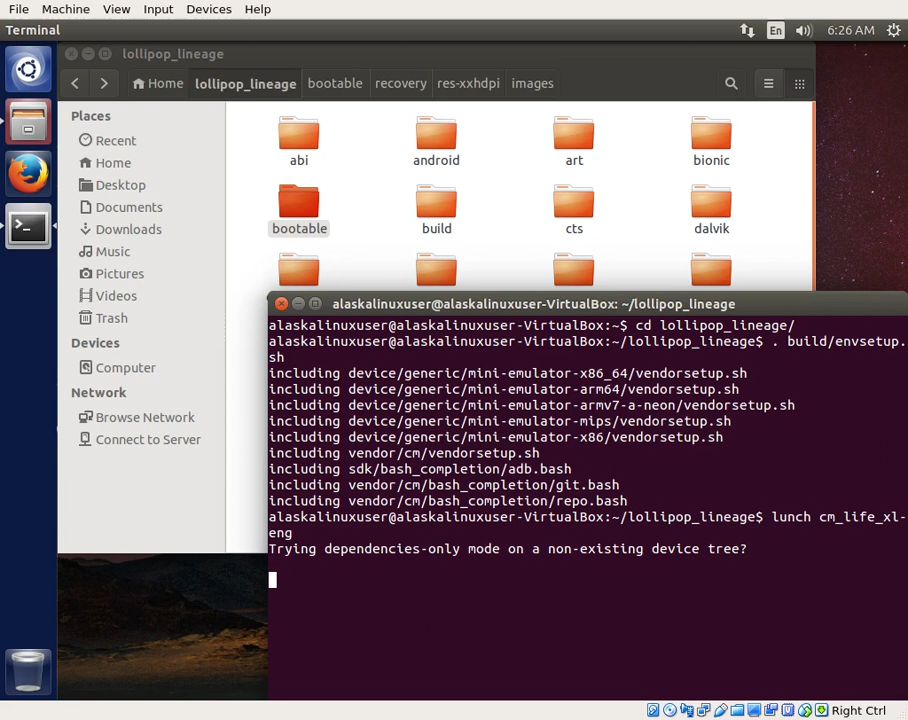 File Machine View Input Devices Help
Terminal En 6:26 AM
lollipop_lineage
Home lollipop_lineage bootable recovery res-xxhdpi images
Places
Recent
Home
Desktop
Documents
Downloads
Music
Pictures
Videos
Trash
Devices
Computer
Network
Browse Network
Connect to Server
abi android art bionic
bootable build cts dalvik
alaskalinuxuser@alaskalinuxuser-VirtualBox: ~/lollipop_lineage
alaskalinuxuser@alaskalinuxuser-VirtualBox:~$ cd lollipop_lineage/
alaskalinuxuser@alaskalinuxuser-VirtualBox:~/lollipop_lineage$ . build/envsetup.
sh
including device/generic/mini-emulator-x86_64/vendorsetup.sh
including device/generic/mini-emulator-arm64/vendorsetup.sh
including device/generic/mini-emulator-armv7-a-neon/vendorsetup.sh
including device/generic/mini-emulator-mips/vendorsetup.sh
including device/generic/mini-emulator-x86/vendorsetup.sh
including vendor/cm/vendorsetup.sh
including sdk/bash_completion/adb.bash
including vendor/cm/bash_completion/git.bash
including vendor/cm/bash_completion/repo.bash
alaskalinuxuser@alaskalinuxuser-VirtualBox:~/lollipop_lineage$ lunch cm_life_xl-
eng
Trying dependencies-only mode on a non-existing device tree?
Right Ctrl